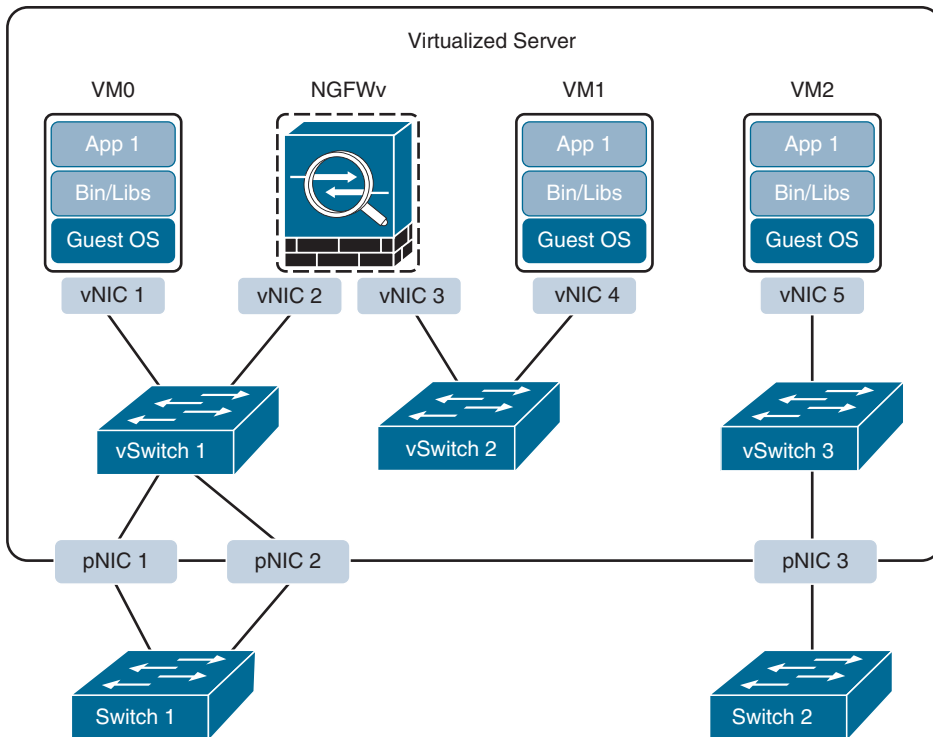 Virtualized Server
VM0 NGFWv VM1 VM2
App 1 App 1 App 1
Bin/Libs Bin/Libs Bin/Libs
Guest OS Guest OS Guest OS
vNIC 1 vNIC 2 vNIC 3 vNIC 4 vNIC 5
vSwitch 1 vSwitch 2 vSwitch 3
pNIC 1 pNIC 2 pNIC 3
Switch 1 Switch 2